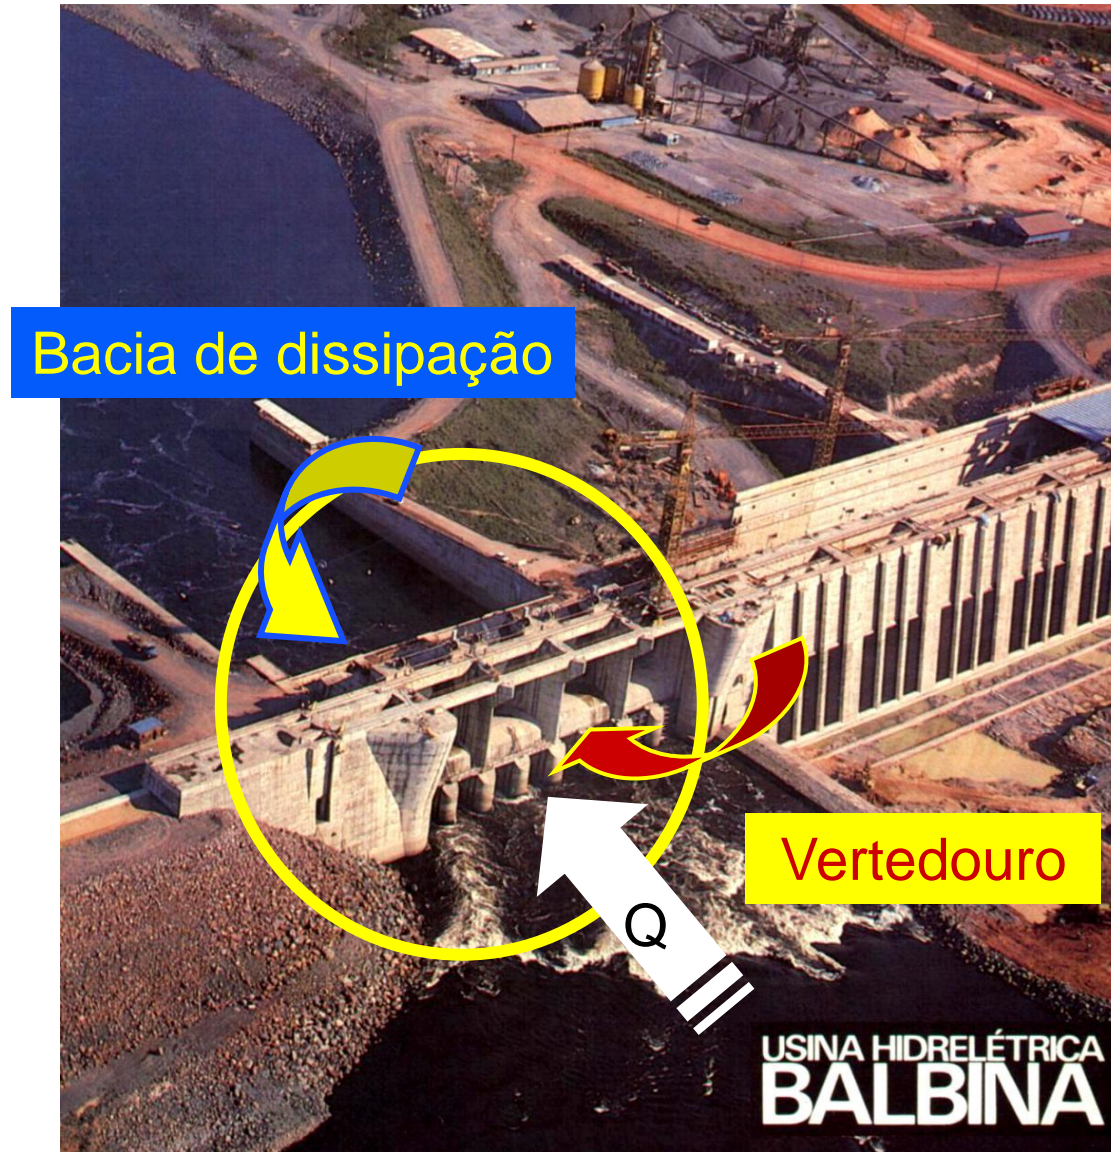 Bacia de dissipação
Vertedouro
Q
USINA HIDRELÉTRICA
BALBINA